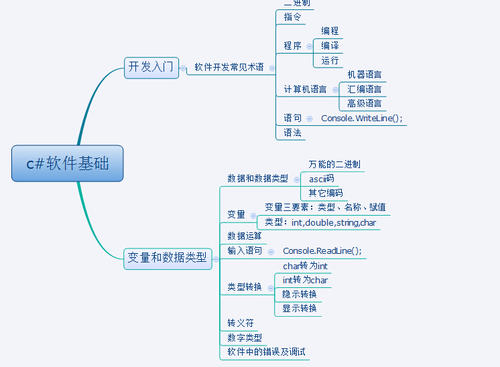 c#软件基础
开发入门
软件开发常见术语
二进制
指令
程序
编程
编译
运行
计算机语言
机器语言
汇编语言
高级语言
语句
Console.WriteLine();
语法
变量和数据类型
数据和数据类型
万能的二进制
ascii码
其它编码
变量
变量三要素：类型、名称、赋值
类型：int,double,string,char
数据运算
输入语句
Console.ReadLine();
类型转换
char转为int
int转为char
隐示转换
显示转换
转义符
数字类型
软件中的错误及调试